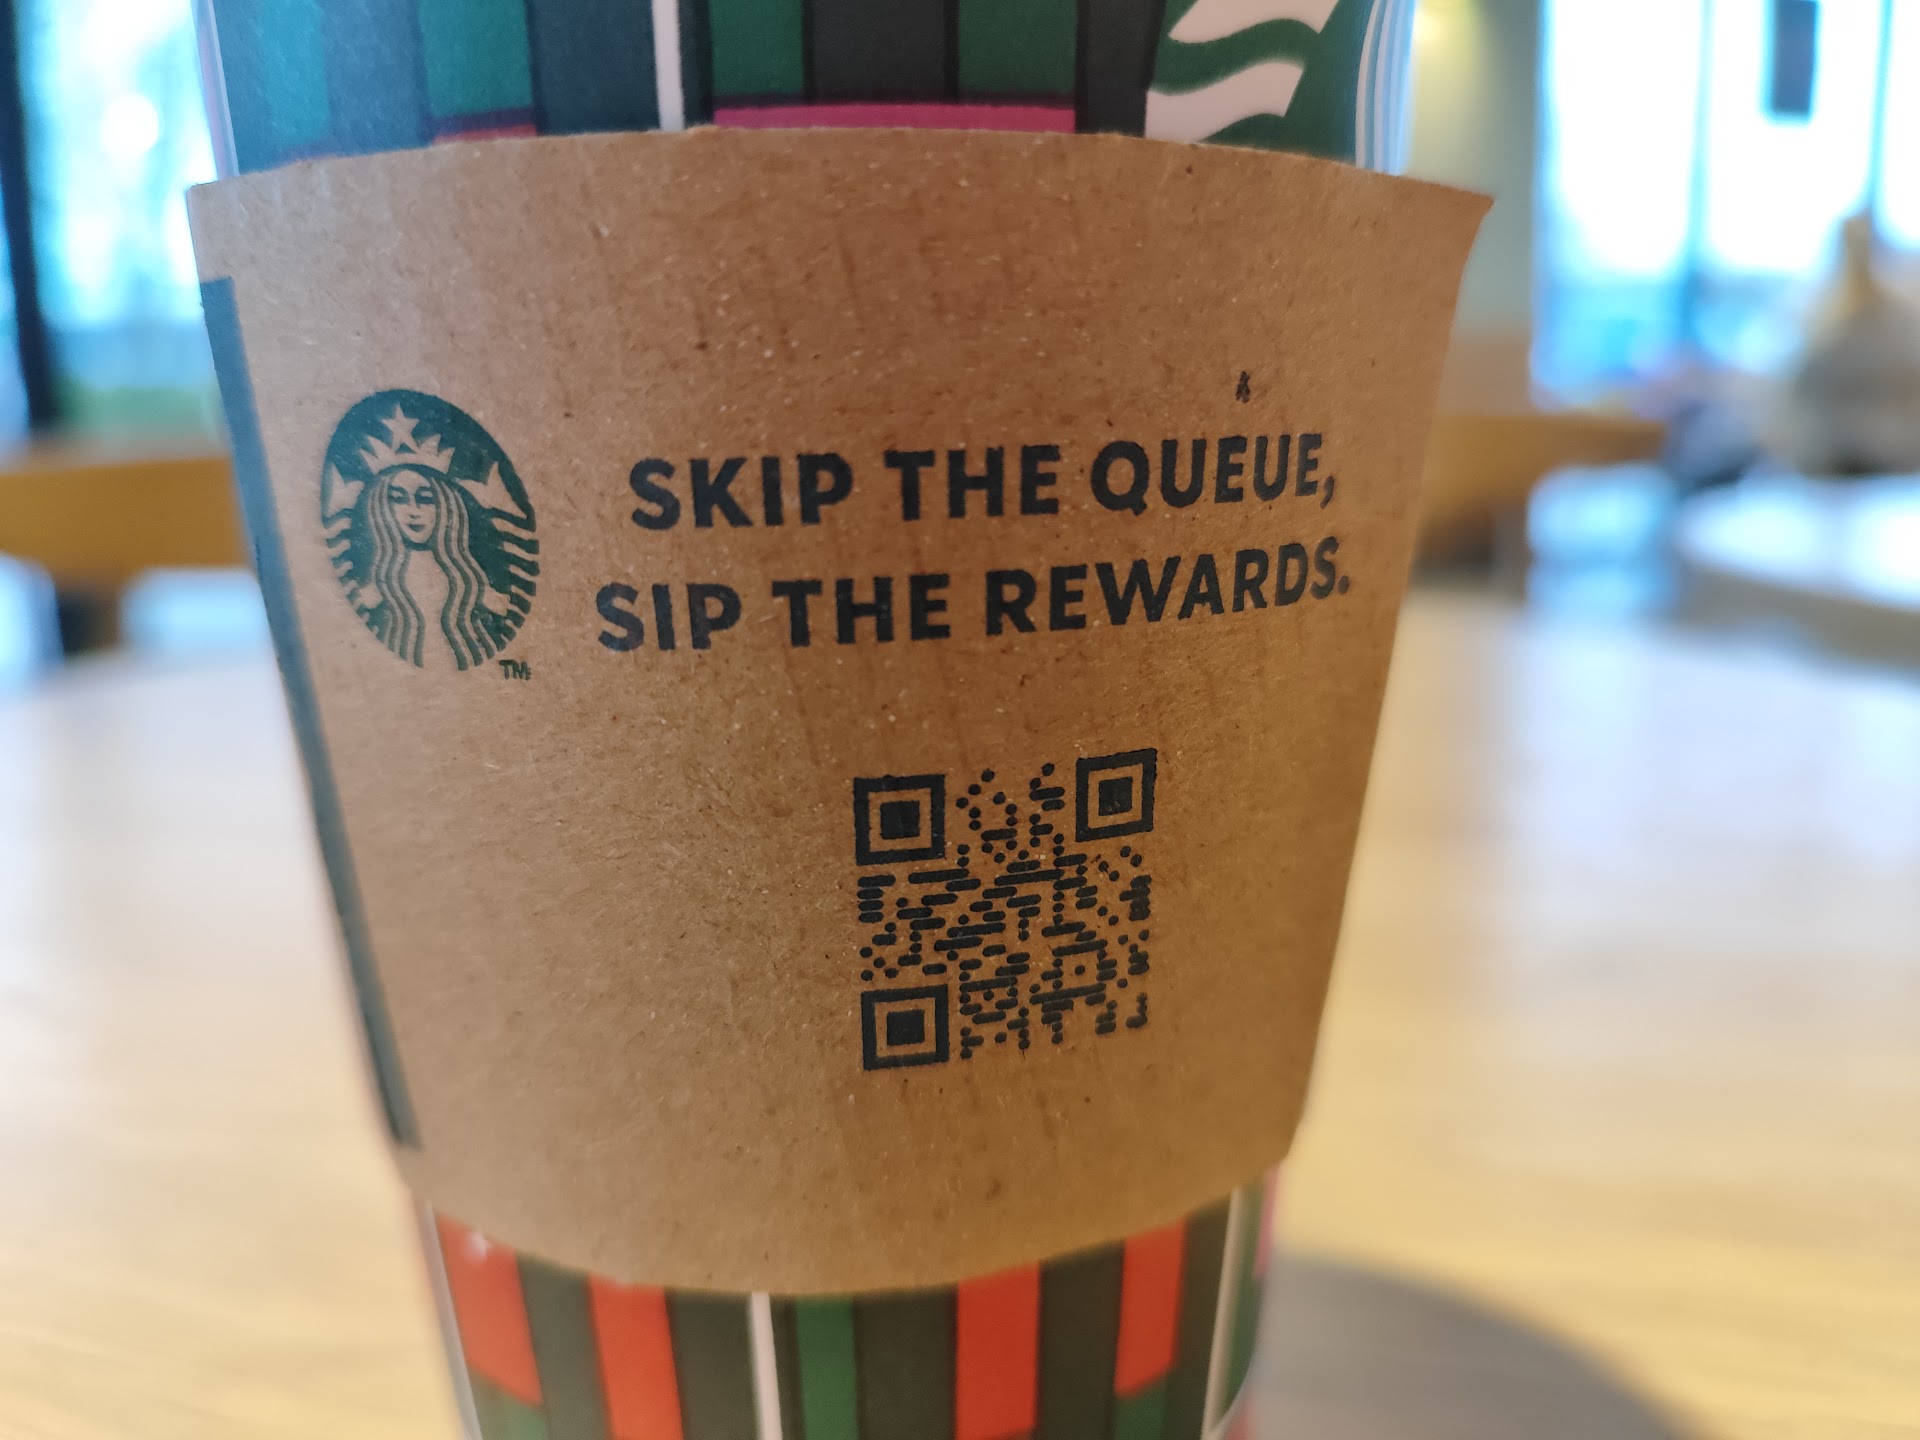 SKIP THE QUEUE,
SIP THE REWARDS.
TM